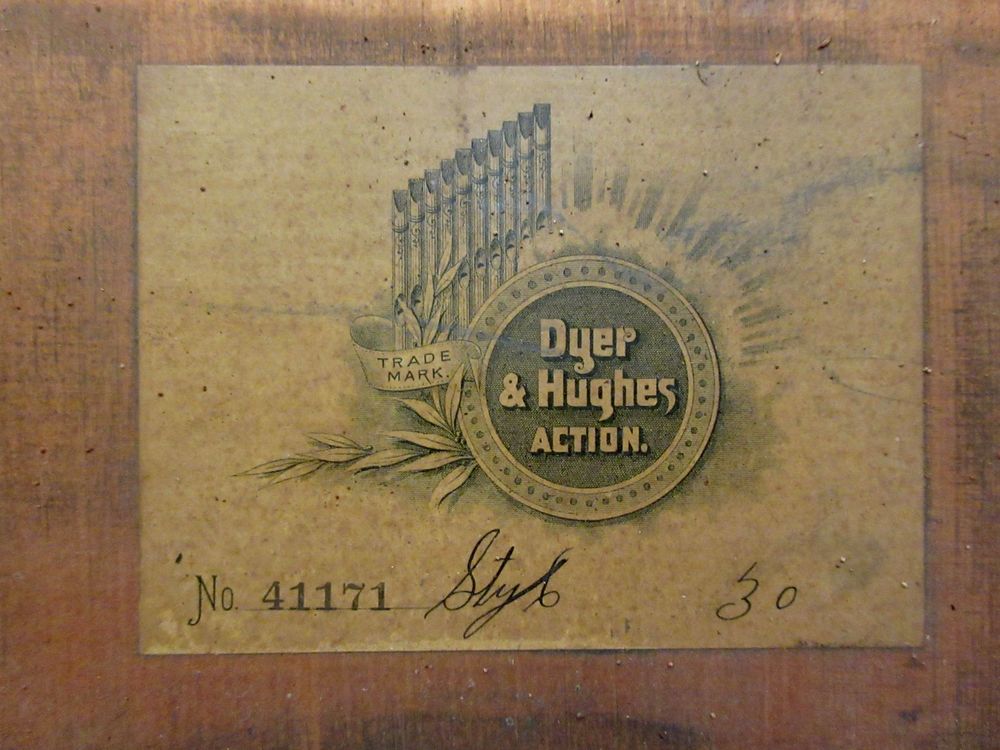 TRADE
MARK.
Dyer
& Hughes
ACTION.
No. 41171 Style 30